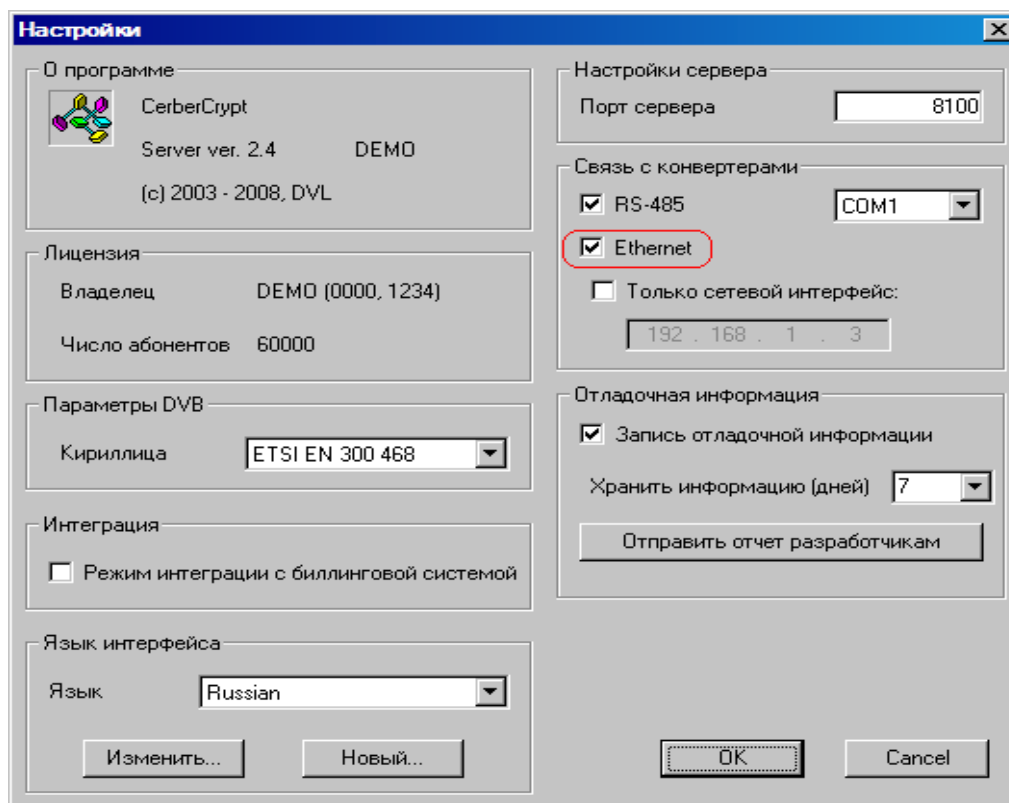 Настройки
О программе
CerberCrypt
Server ver. 2.4 DEMO
(c) 2003 - 2008, DVL
Лицензия
Владелец DEMO (0000, 1234)
Число абонентов 60000
Параметры DVB
Кириллица ETSI EN 300 468
Интеграция
Режим интеграции с биллинговой системой
Язык интерфейса
Язык Russian
Изменить... Новый...
Настройки сервера
Порт сервера 8100
Связь с конвертерами
RS-485 COM1
Ethernet
Только сетевой интерфейс:
192 . 168 . 1 . 3
Отладочная информация
Запись отладочной информации
Хранить информацию (дней) 7
Отправить отчет разработчикам
OK Cancel